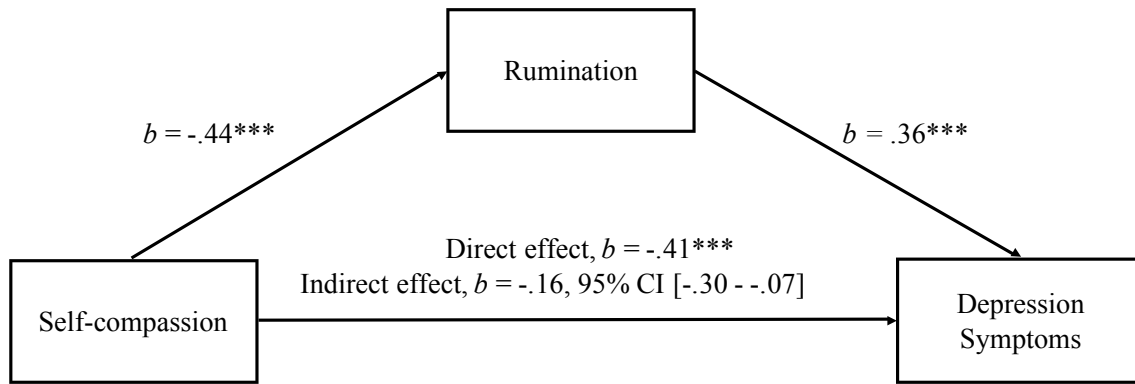 Rumination
b = -.44***
b = .36***
Direct effect, b = -.41***
Indirect effect, b = -.16, 95% CI [-.30 - -.07]
Self-compassion
Depression
Symptoms